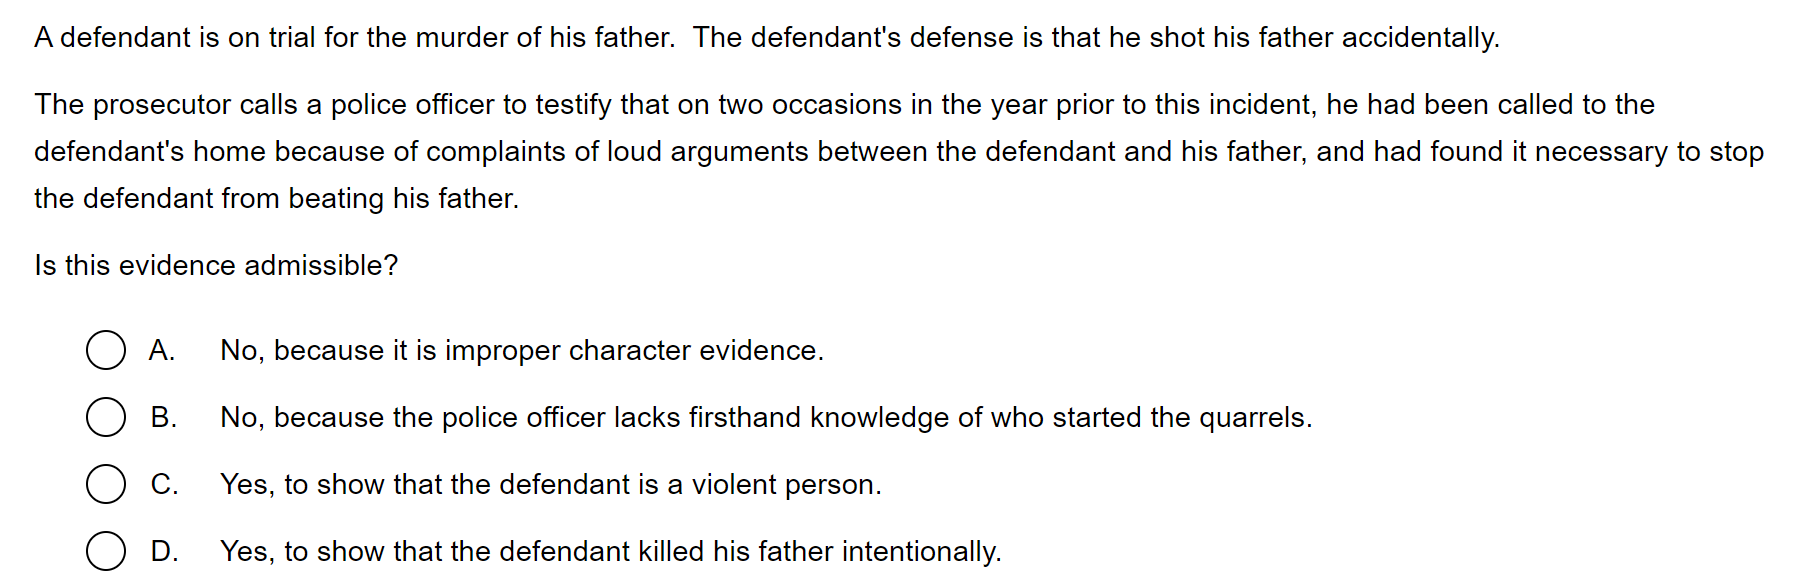 A defendant is on trial for the murder of his father.  The defendant's defense is that he shot his father accidentally.
The prosecutor calls a police officer to testify that on two occasions in the year prior to this incident, he had been called to the
defendant's home because of complaints of loud arguments between the defendant and his father, and had found it necessary to stop
the defendant from beating his father.
Is this evidence admissible?
A. No, because it is improper character evidence.
B. No, because the police officer lacks firsthand knowledge of who started the quarrels.
C. Yes, to show that the defendant is a violent person.
D. Yes, to show that the defendant killed his father intentionally.